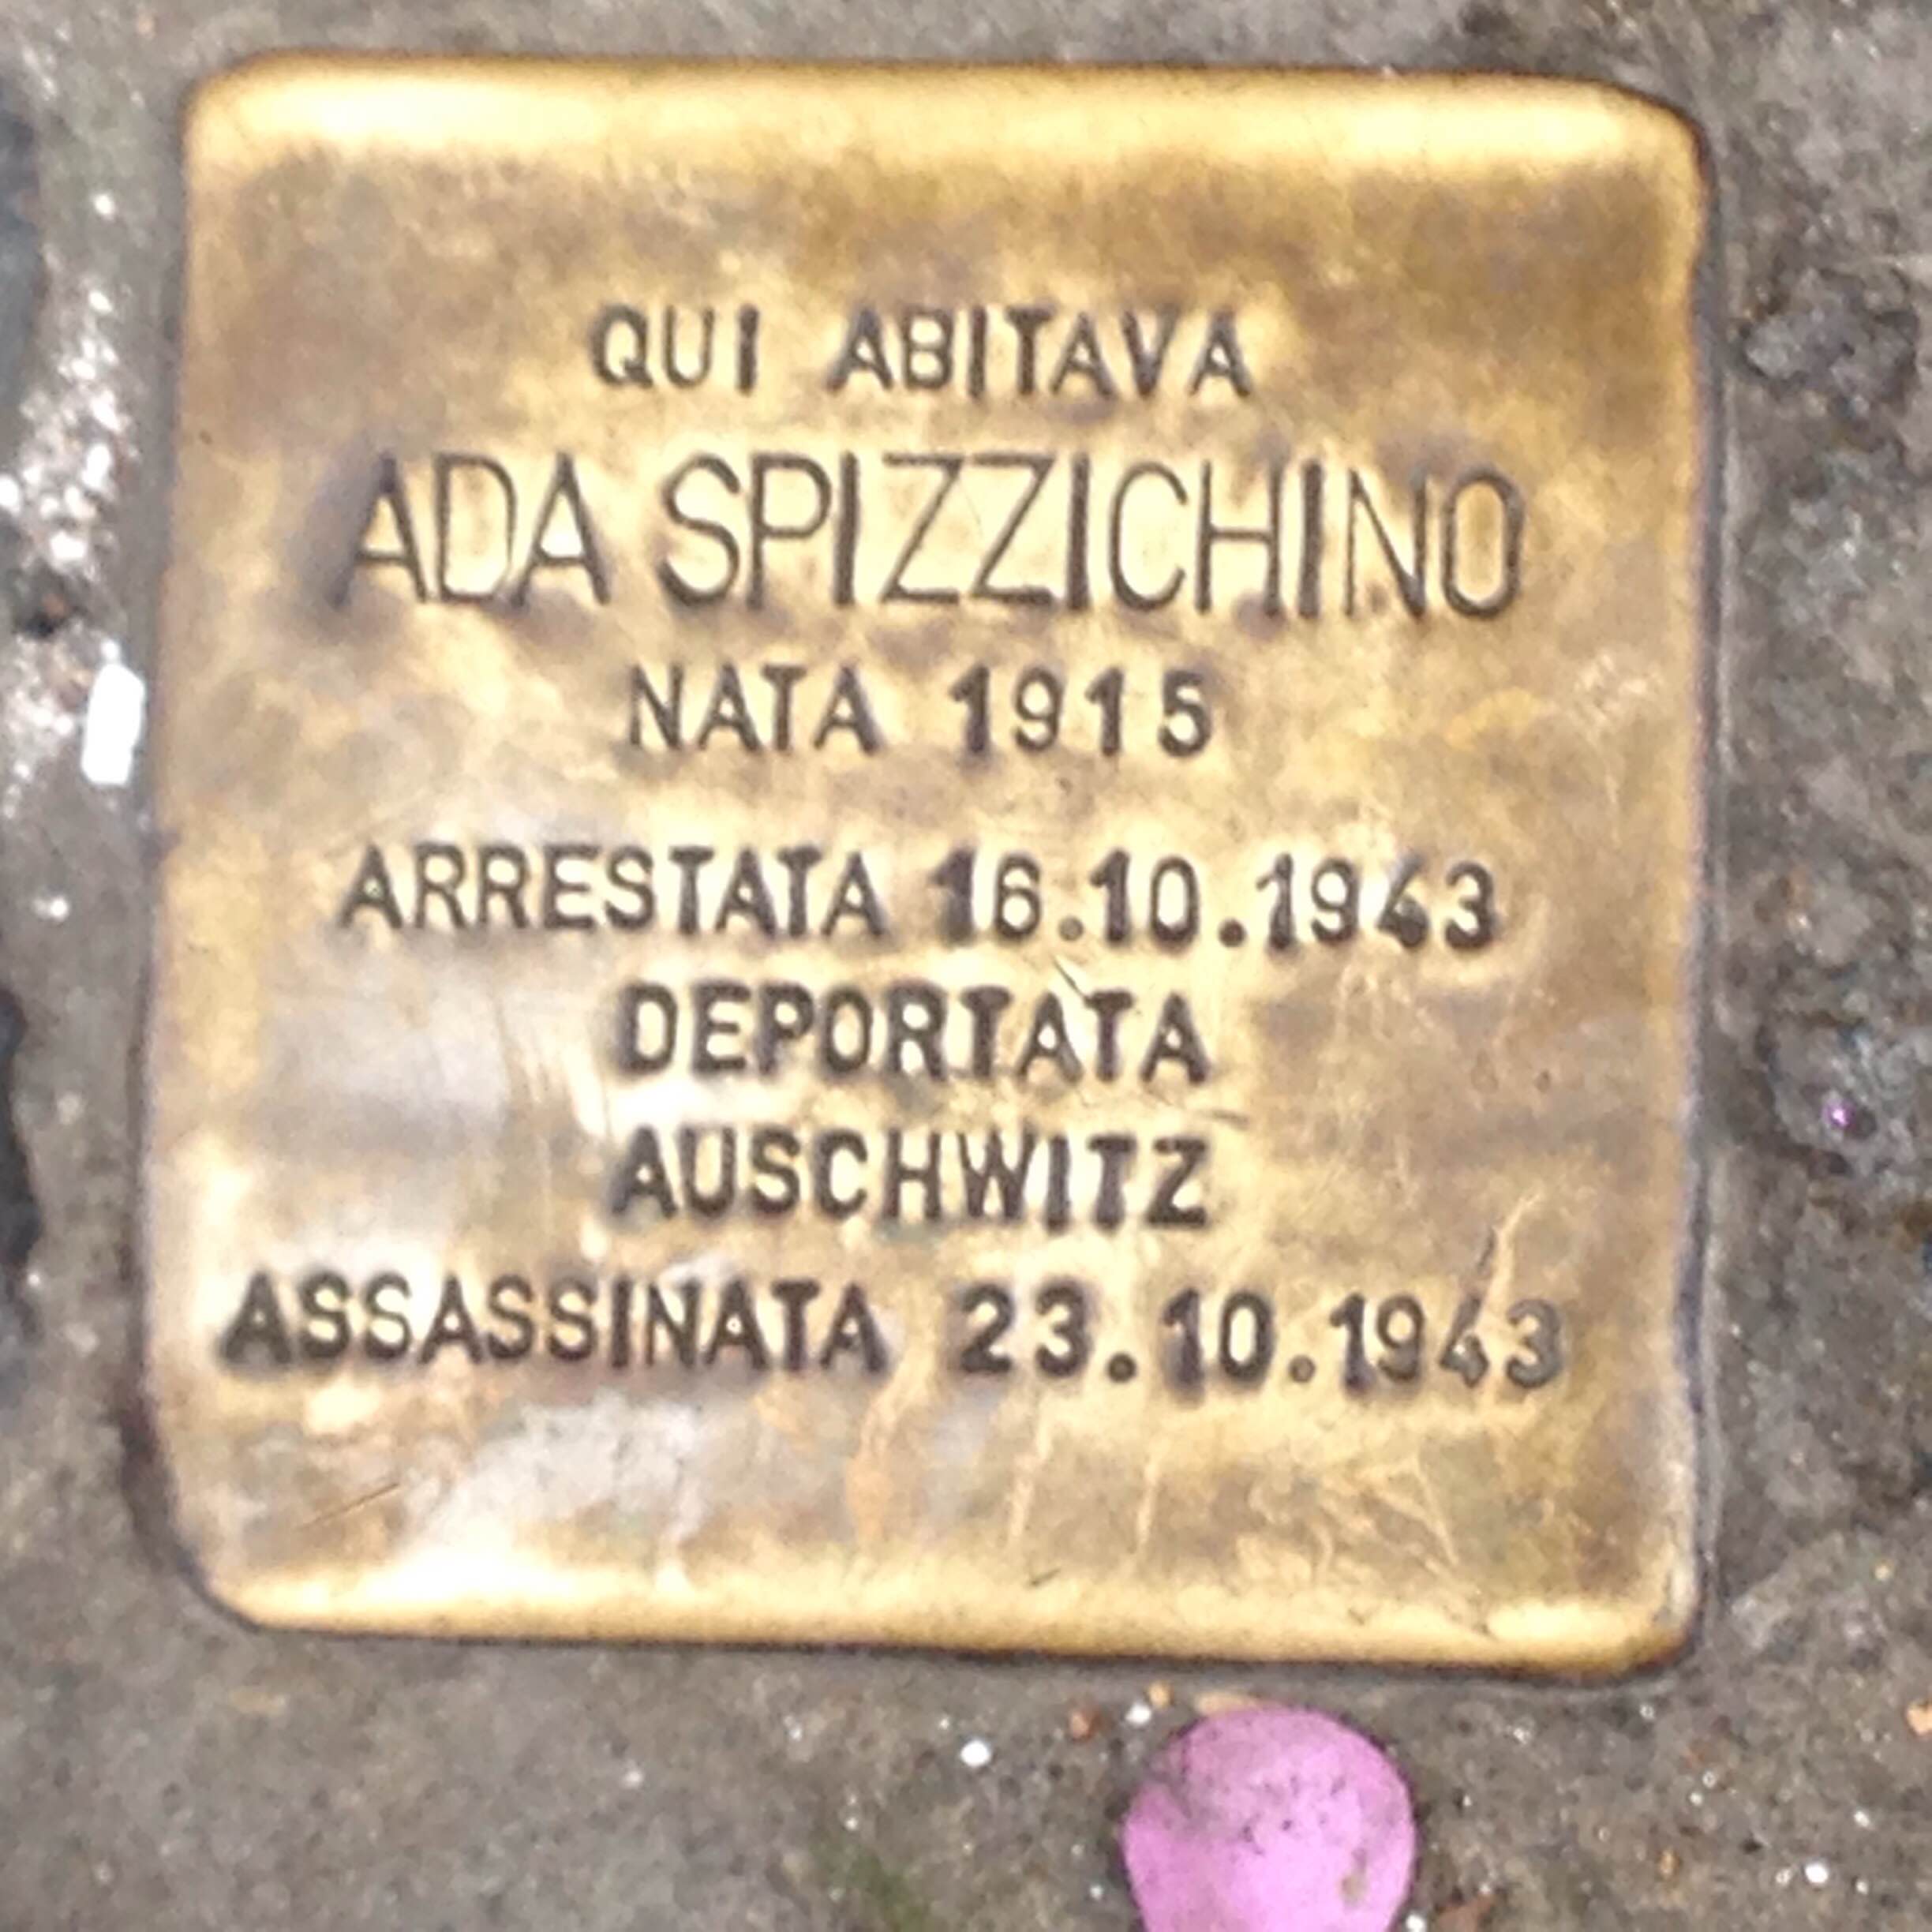 QUI ABITAVA
ADA SPIZZICHINO
NATA 1915
ARRESTATA 16.10.1943
DEPORTATA
AUSCHWITZ
ASSASSINATA 23.10.1943